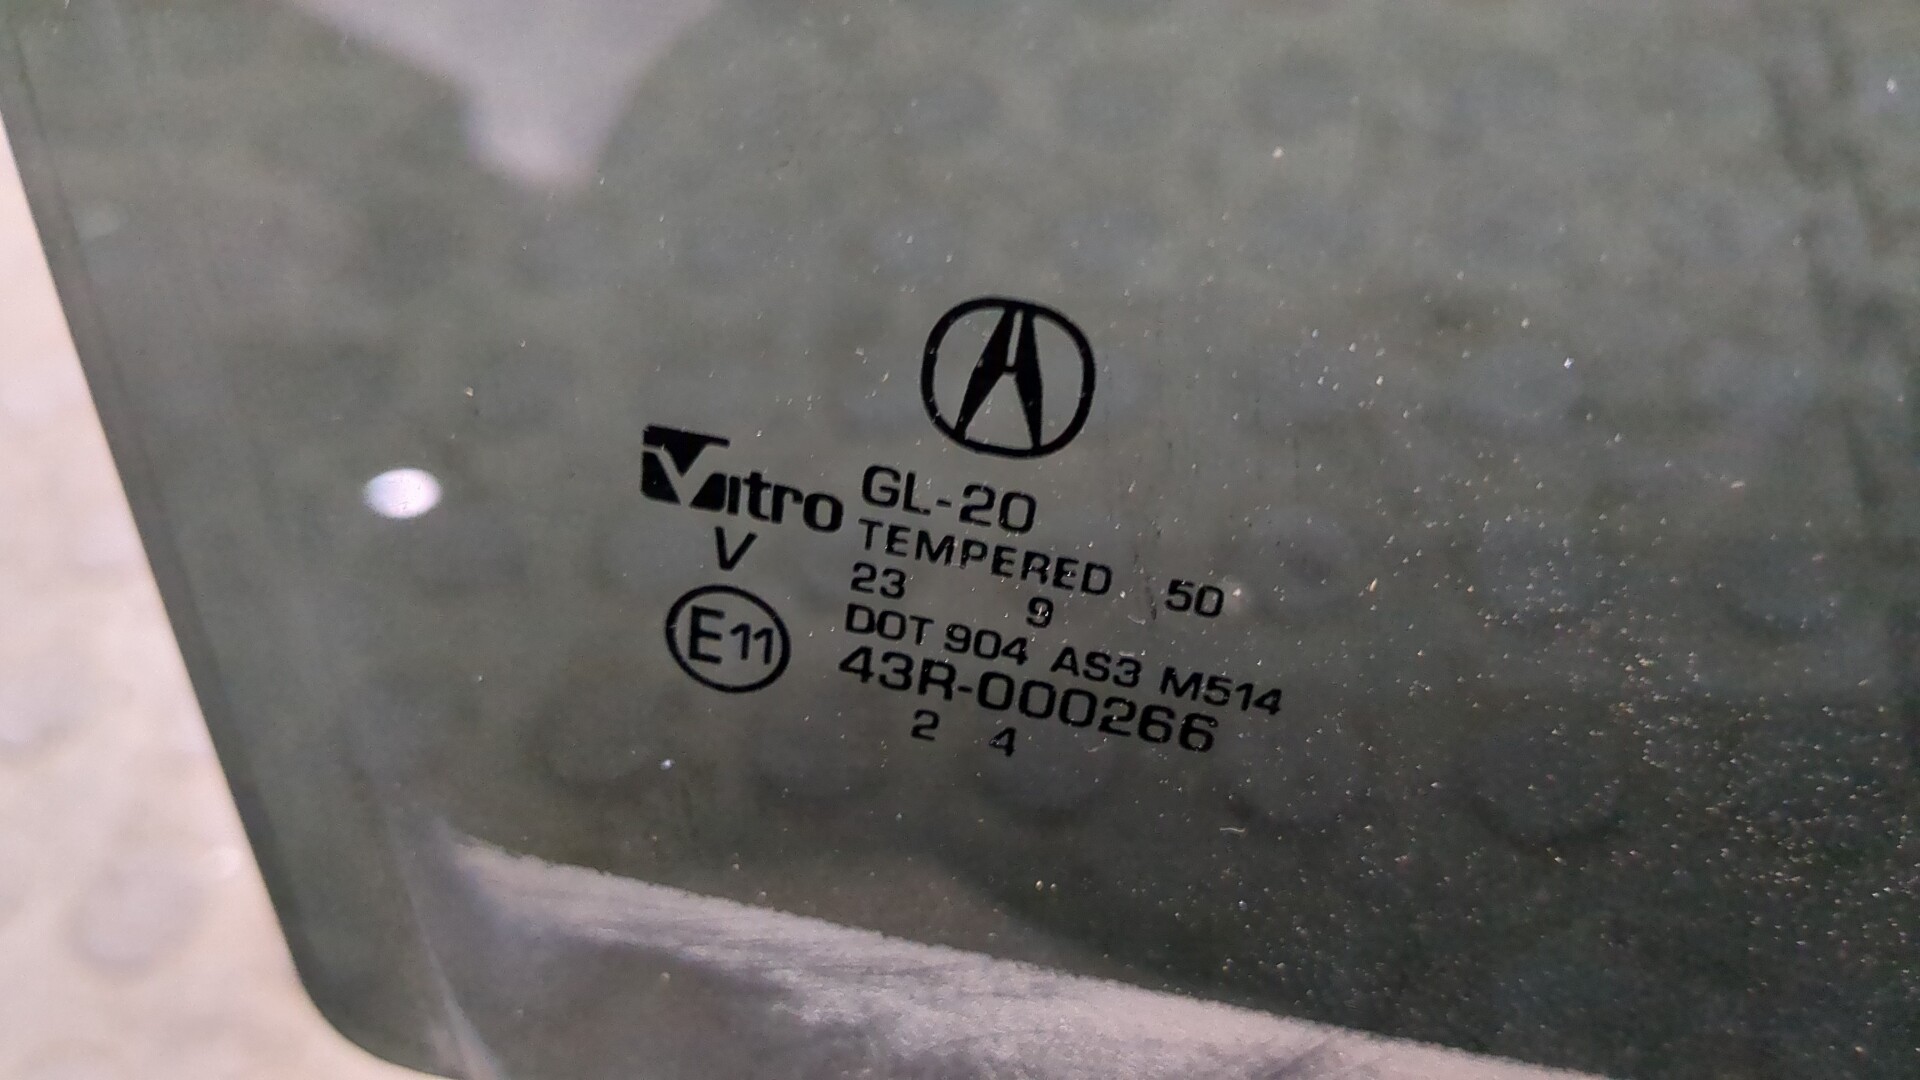 Vitro
V
E11
GL-20
TEMPERED 50
23 9
DOT 904 AS3 M514
43R-000266
2 4